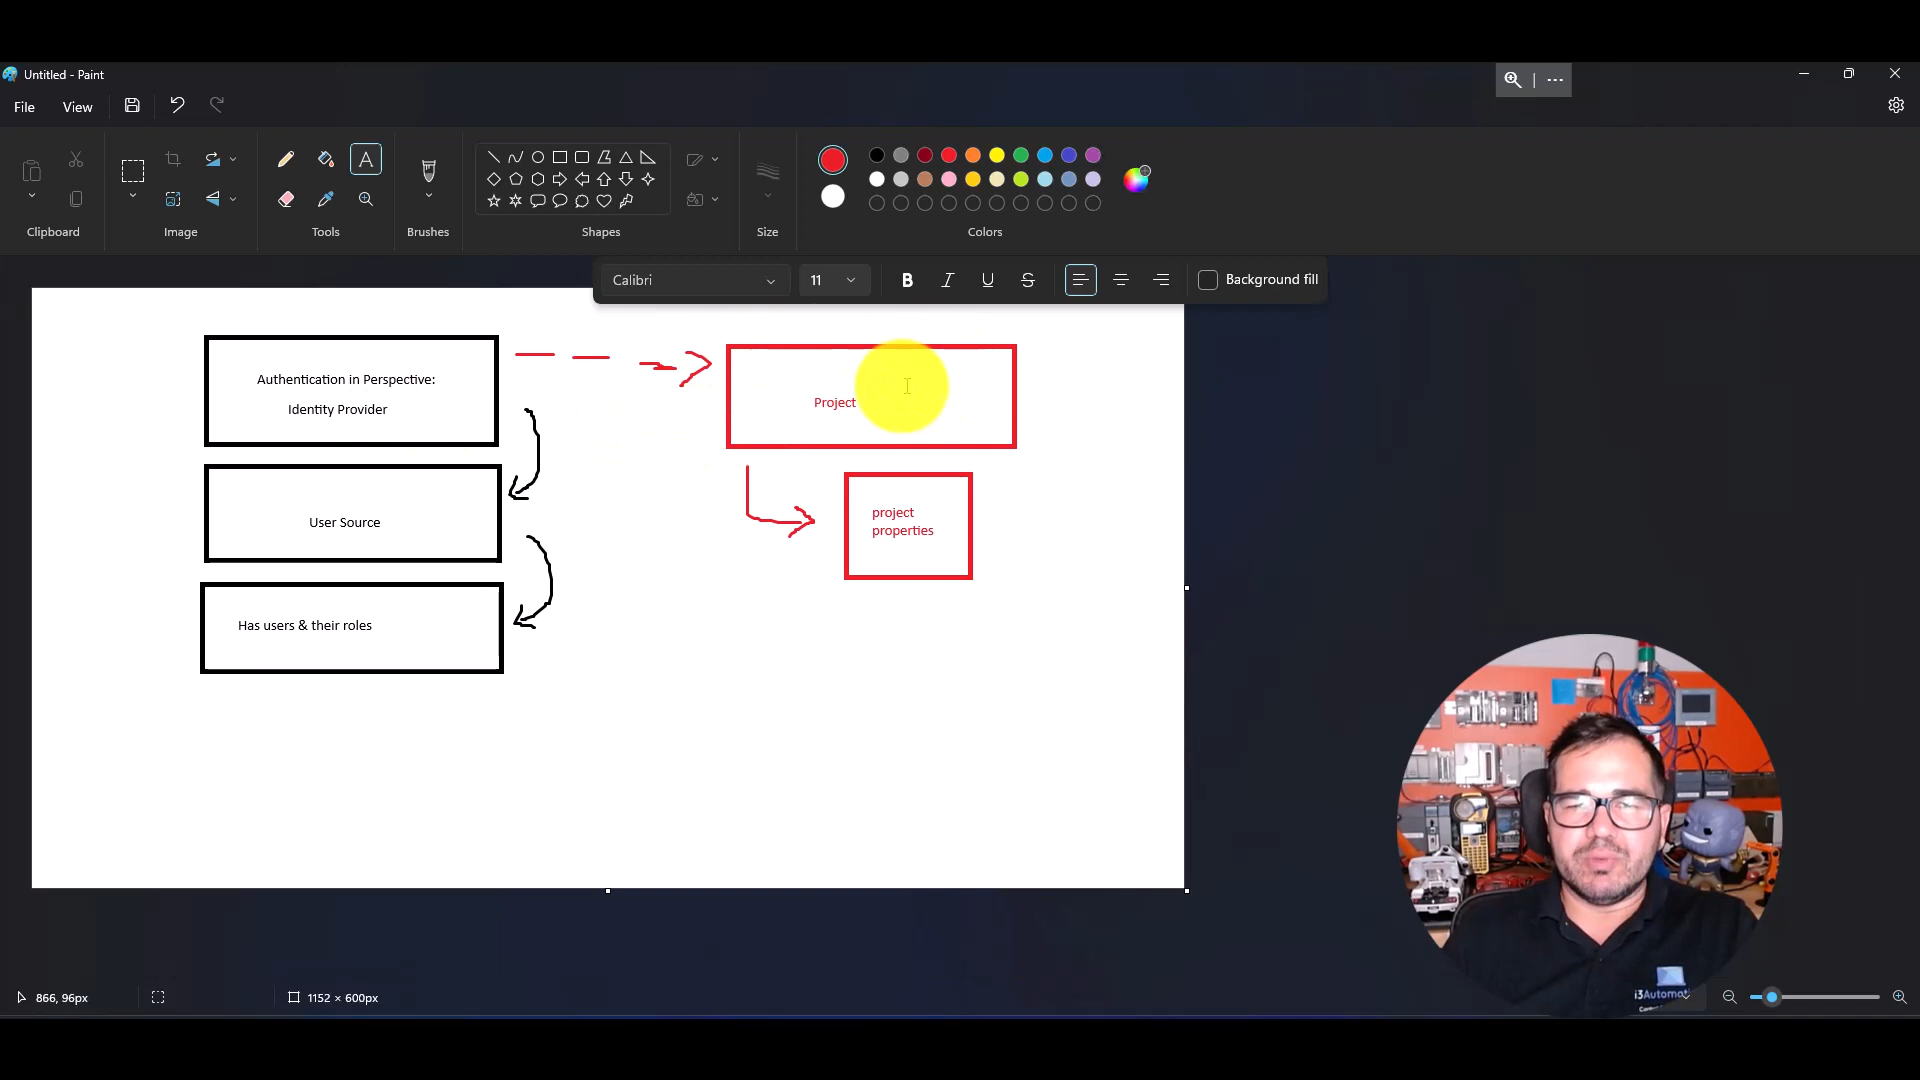 Untitled - Paint
File
View
Clipboard
Image
Tools
Brushes
Shapes
Size
Colors
Calibri
11
B
I
U
S
Background fill
Authentication in Perspective:
Identity Provider
User Source
Has users & their roles
Project
project
properties
866, 96px
1152 × 600px